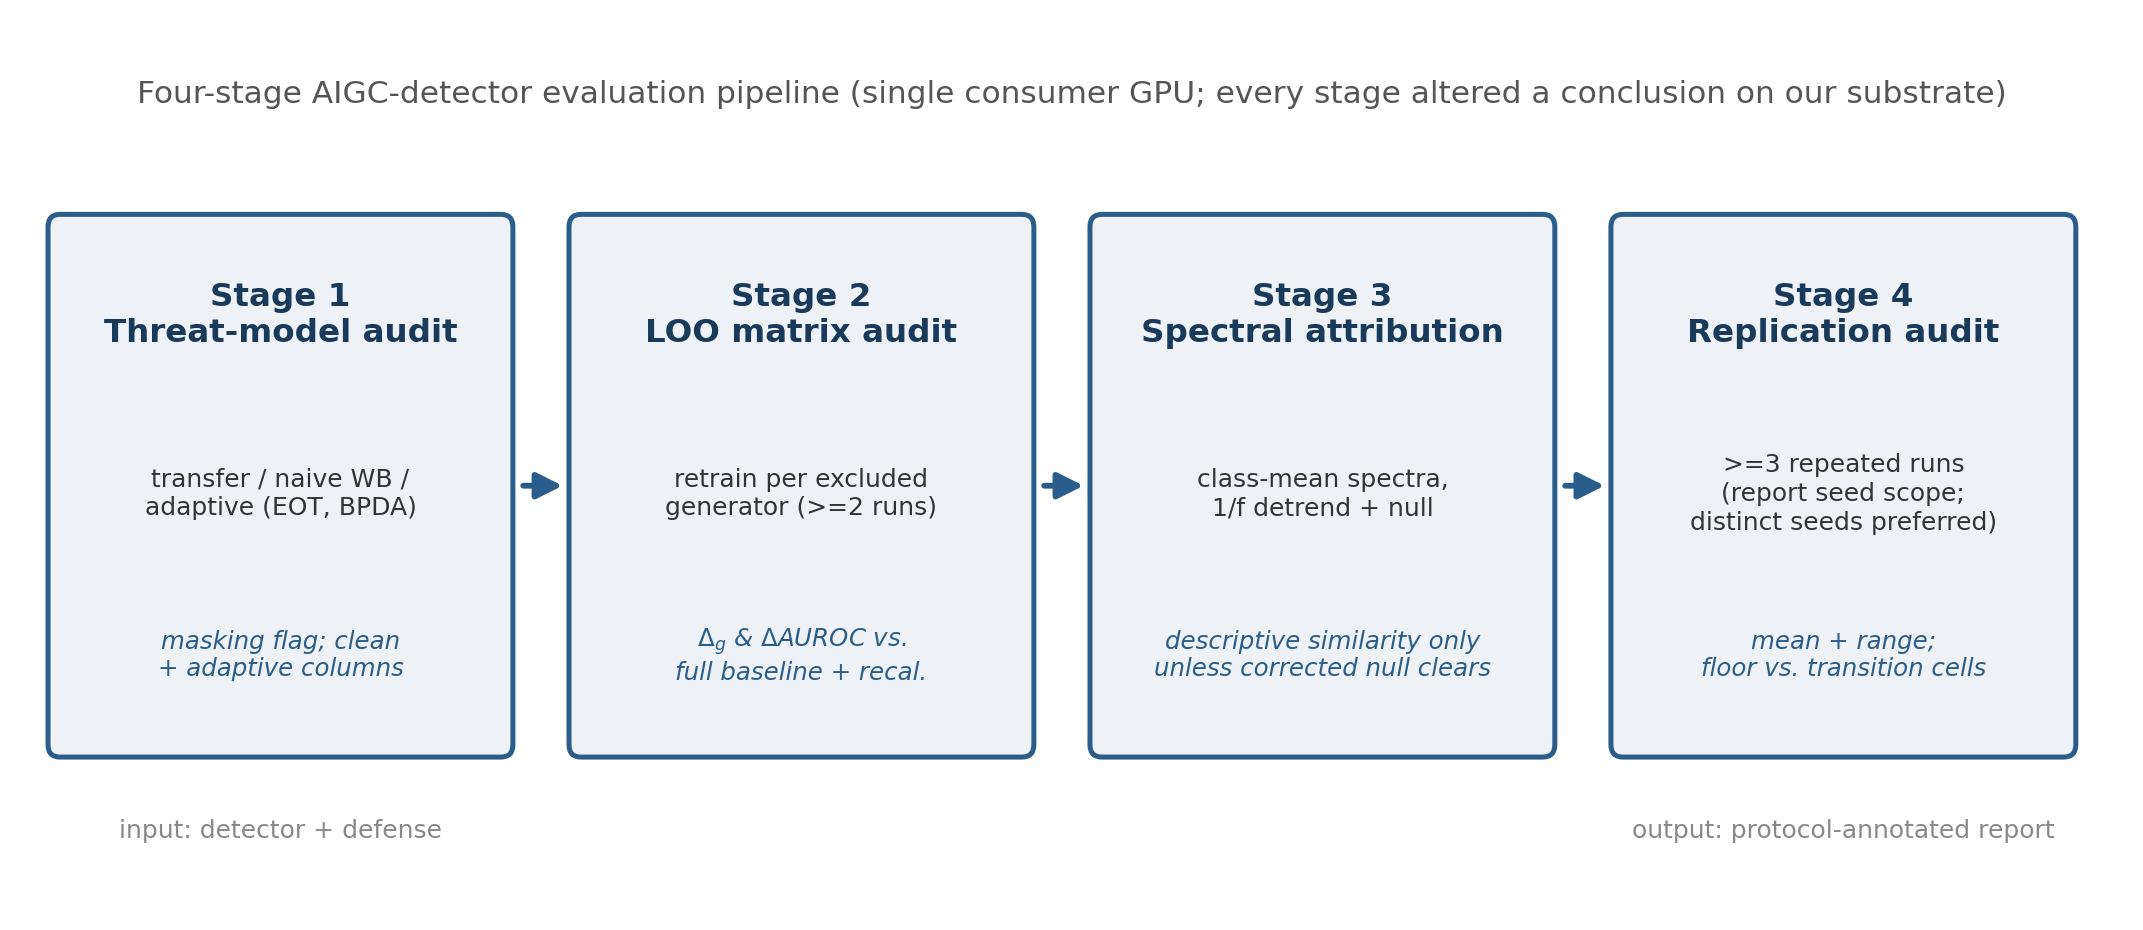 Four-stage AIGC-detector evaluation pipeline (single consumer GPU; every stage altered a conclusion on our substrate)
Stage 1
Threat-model audit
transfer / naive WB /
adaptive (EOT, BPDA)
masking flag; clean
+ adaptive columns
Stage 2
LOO matrix audit
retrain per excluded
generator (>=2 runs)
Δg & ΔAUROC vs.
full baseline + recal.
Stage 3
Spectral attribution
class-mean spectra,
1/f detrend + null
descriptive similarity only
unless corrected null clears
Stage 4
Replication audit
>=3 repeated runs
(report seed scope;
distinct seeds preferred)
mean + range;
floor vs. transition cells
input: detector + defense
output: protocol-annotated report